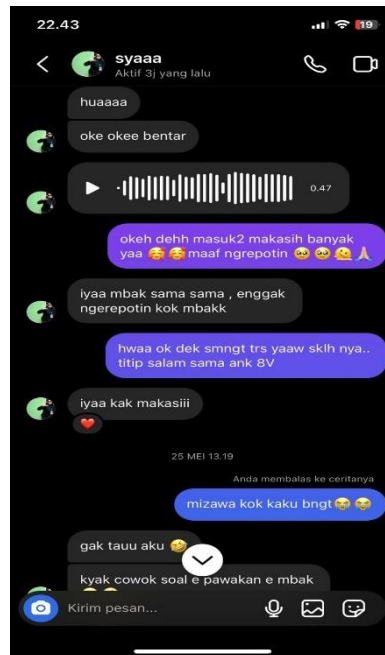 22.43
19
syaaa
Aktif 3j yang lalu
huaaaa
oke okee bentar
0.47
okeh dehh masuk2 makasih banyak
yaa 🥰🥰maaf ngrepotin 🥹🥹🫠🙏
iyaa mbak sama sama , enggak
ngerepotin kok mbakk
hwaa ok dek smngt trs yaaw sklh nya..
titip salam sama ank 8V
iyaa kak makasiii
❤️
25 MEI 13.19
Anda membalas ke ceritanya
mizawa kok kaku bngt😭😭
gak tauu aku 🤣
kyak cowok soal e pawakan e mbak
Kirim pesan...